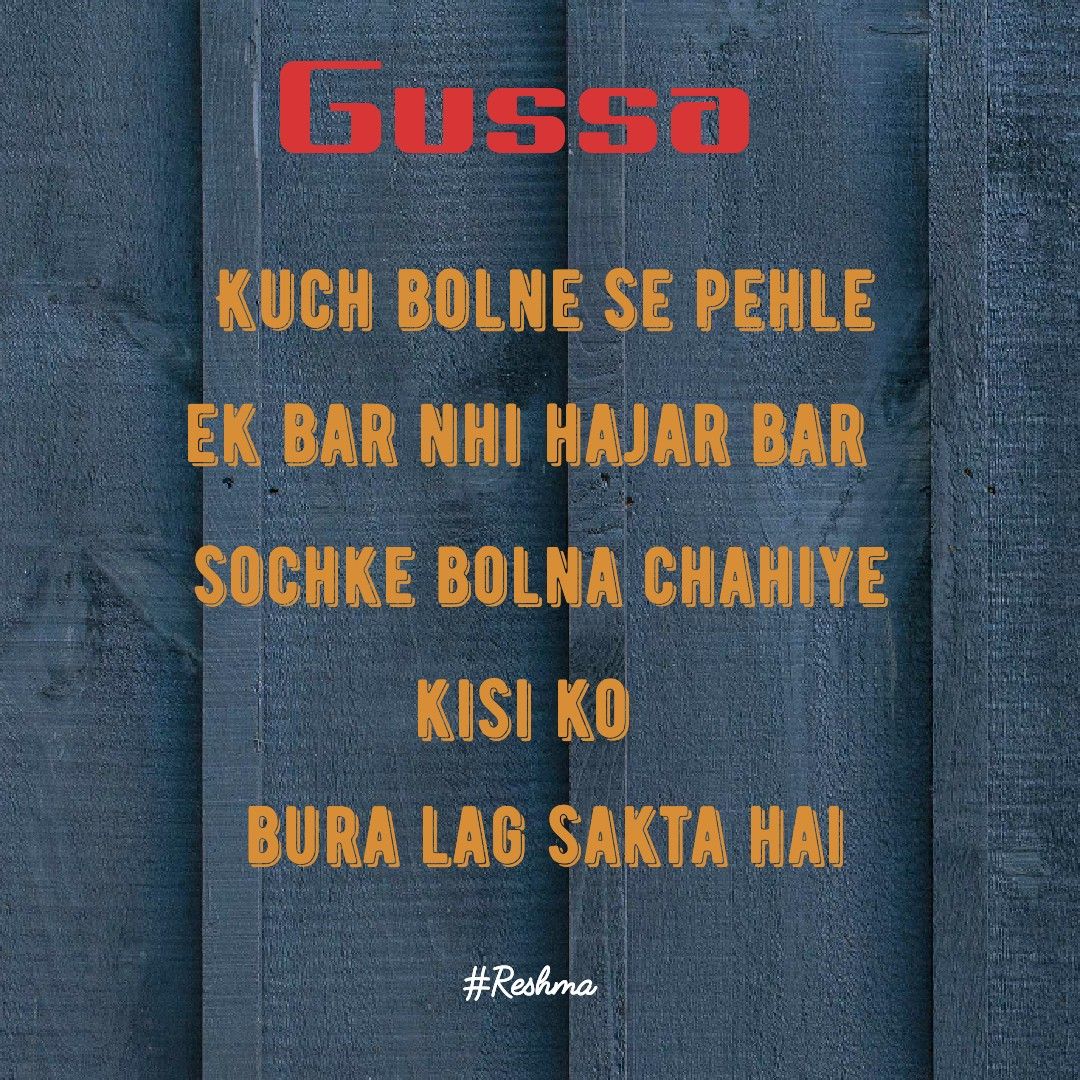 Gussa
KUCH BOLNE SE PEHLE
EK BAR NHI HAJAR BAR
SOCHKE BOLNA CHAHIYE
KISI KO
BURA LAG SAKTA HAI
#Reshma